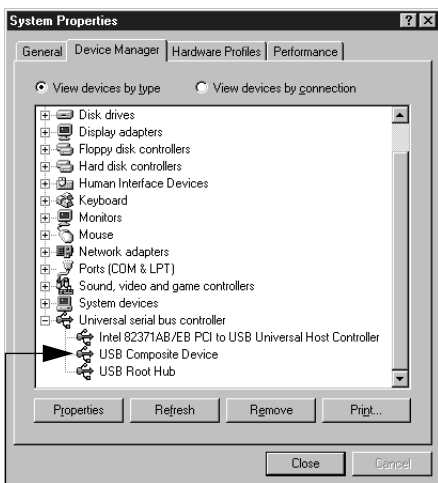 System Properties
General Device Manager Hardware Profiles Performance
View devices by type View devices by connection
Disk drives
Display adapters
Floppy disk controllers
Hard disk controllers
Human Interface Devices
Keyboard
Monitors
Mouse
Network adapters
Ports (COM & LPT)
Sound, video and game controllers
System devices
Universal serial bus controller
Intel 82371AB/EB PCI to USB Universal Host Controller
USB Composite Device
USB Root Hub
Properties Refresh Remove Print...
Close Cancel